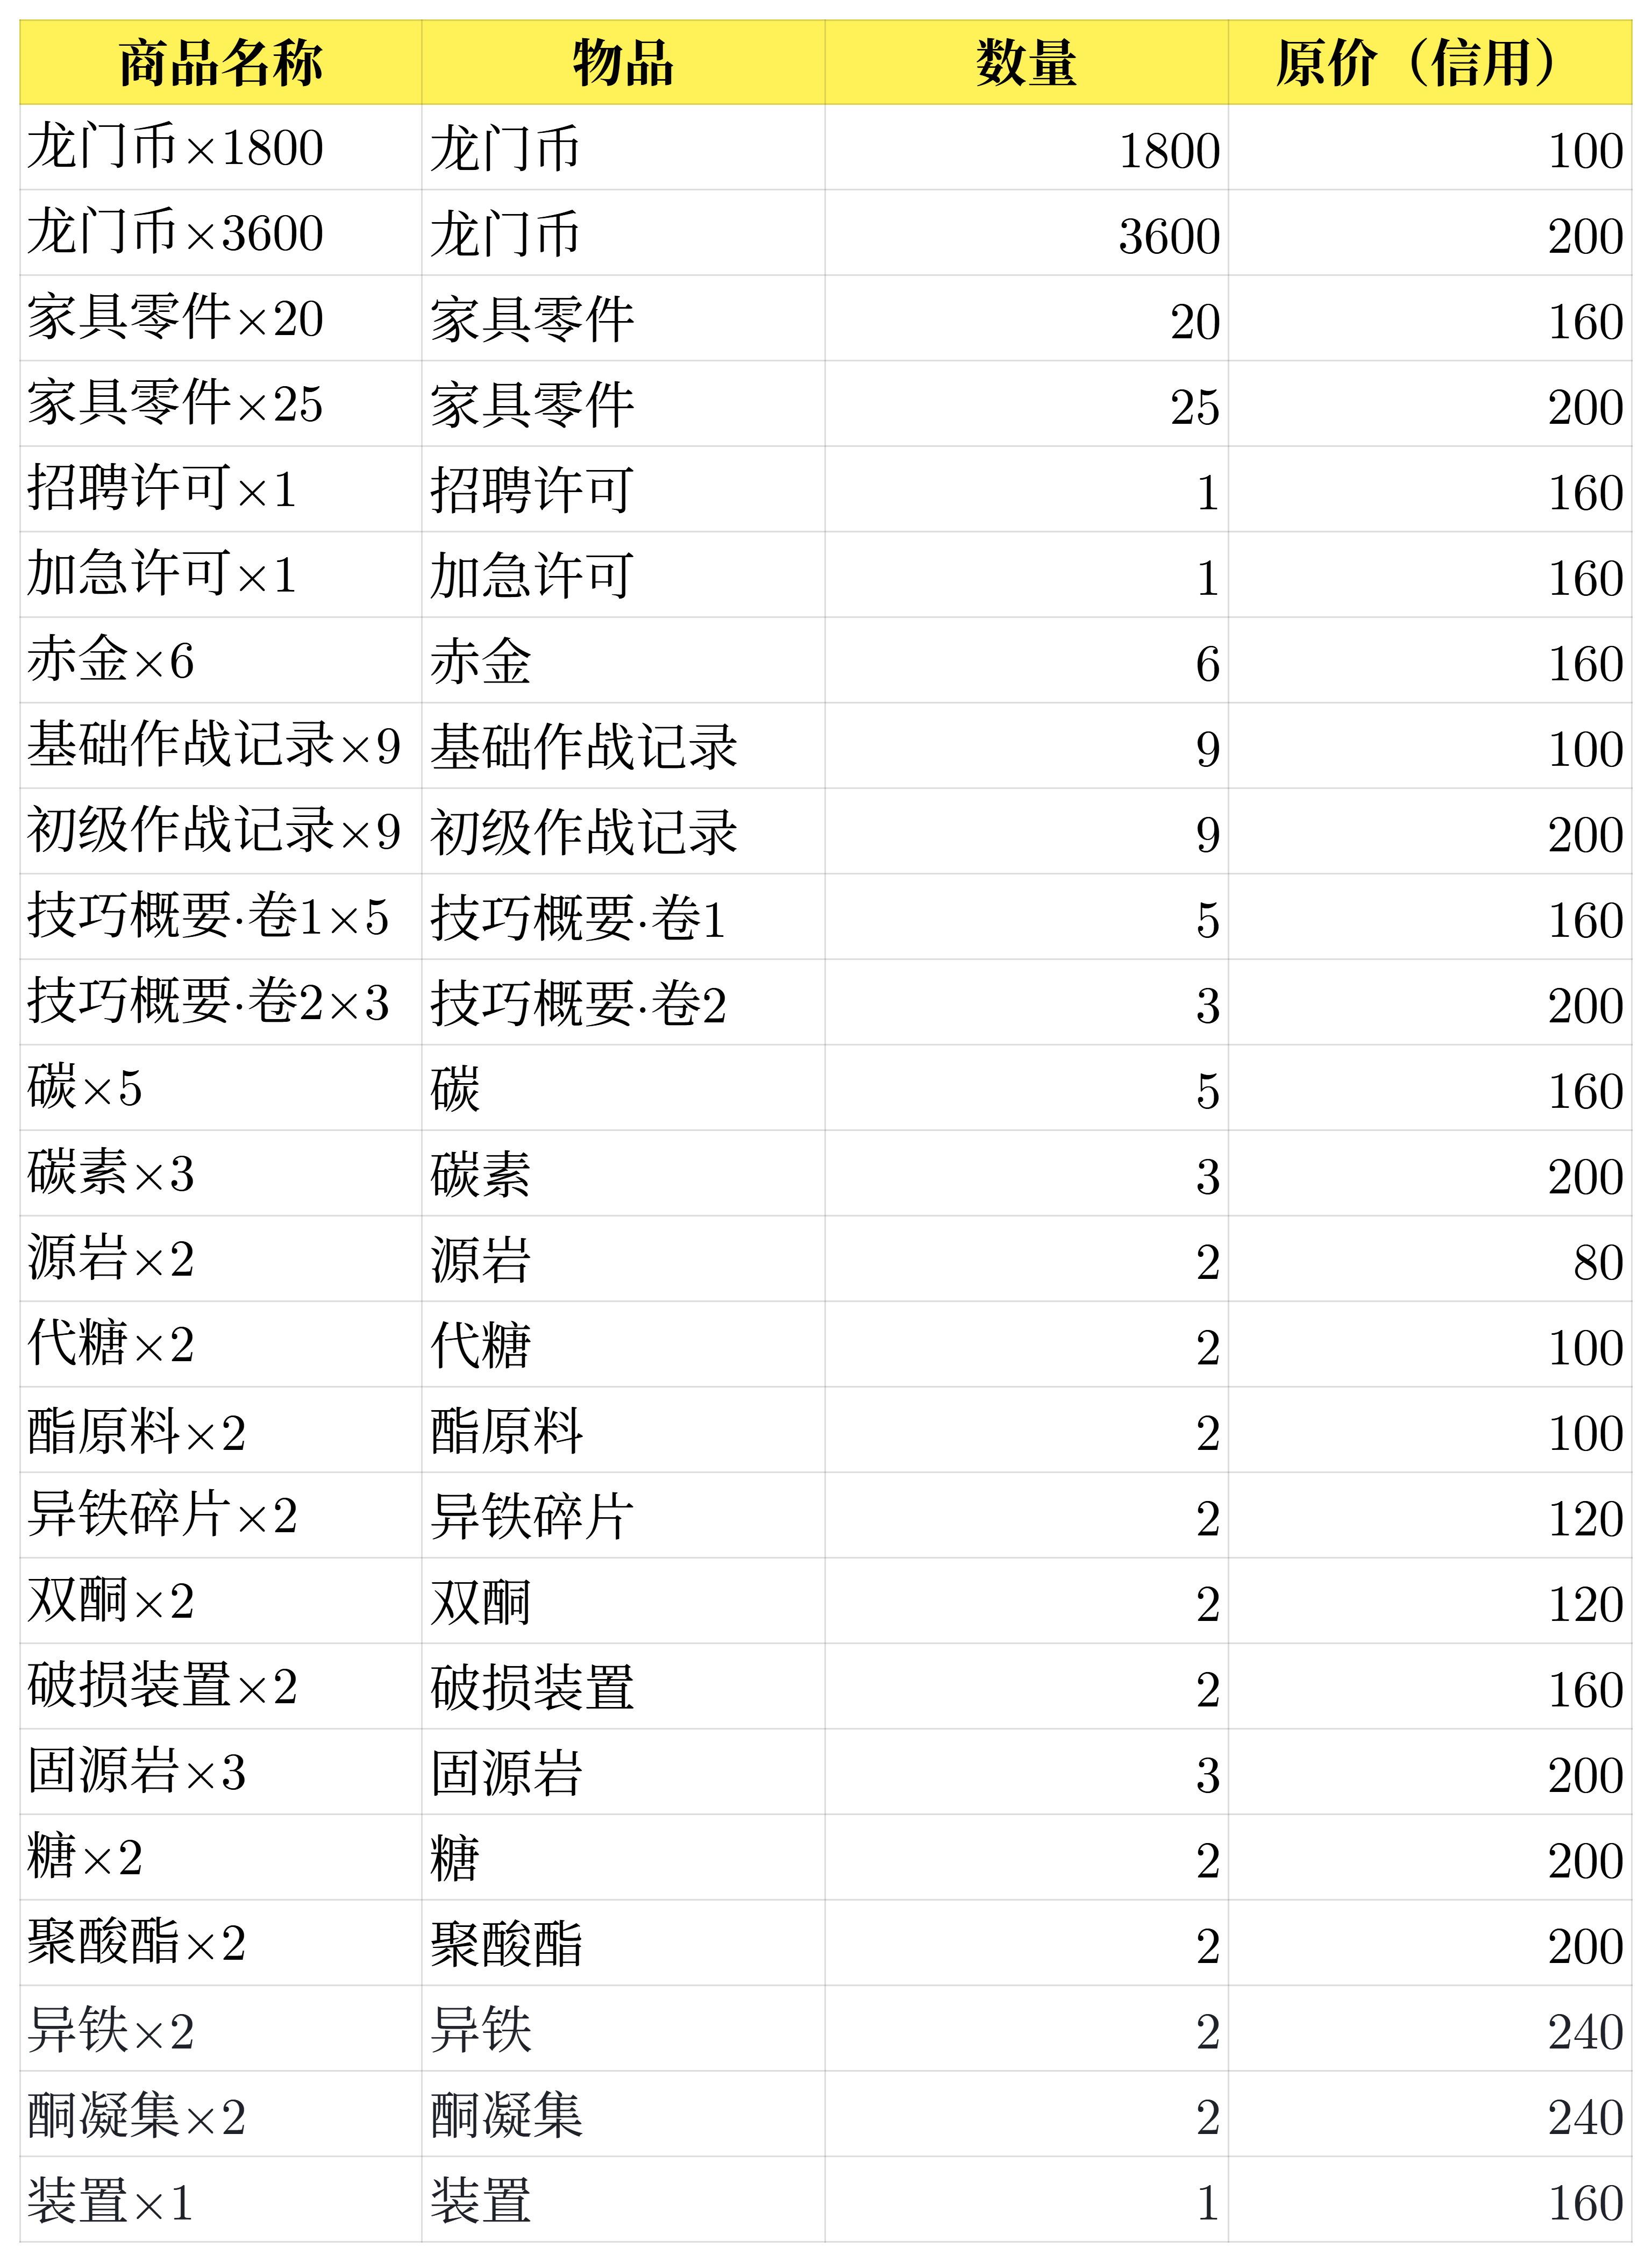 商品名称 物品 数量 原价（信用）
龙门币×1800 龙门币 1800 100
龙门币×3600 龙门币 3600 200
家具零件×20 家具零件 20 160
家具零件×25 家具零件 25 200
招聘许可×1 招聘许可 1 160
加急许可×1 加急许可 1 160
赤金×6 赤金 6 160
基础作战记录×9 基础作战记录 9 100
初级作战记录×9 初级作战记录 9 200
技巧概要·卷1×5 技巧概要·卷1 5 160
技巧概要·卷2×3 技巧概要·卷2 3 200
碳×5 碳 5 160
碳素×3 碳素 3 200
源岩×2 源岩 2 80
代糖×2 代糖 2 100
酯原料×2 酯原料 2 100
异铁碎片×2 异铁碎片 2 120
双酮×2 双酮 2 120
破损装置×2 破损装置 2 160
固源岩×3 固源岩 3 200
糖×2 糖 2 200
聚酸酯×2 聚酸酯 2 200
异铁×2 异铁 2 240
酮凝集×2 酮凝集 2 240
装置×1 装置 1 160